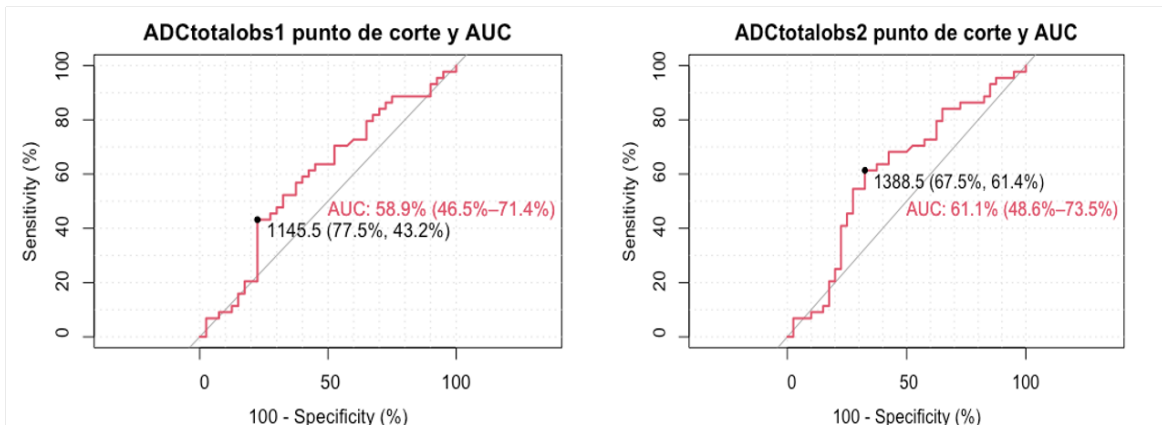 ADCtotalobs1 punto de corte y AUC
Sensitivity (%)
100
80
60
40
20
0
AUC: 58.9% (46.5%–71.4%)
1145.5 (77.5%, 43.2%)
0 50 100
100 - Specificity (%)
ADCtotalobs2 punto de corte y AUC
Sensitivity (%)
100
80
60
40
20
0
1388.5 (67.5%, 61.4%)
AUC: 61.1% (48.6%–73.5%)
0 50 100
100 - Specificity (%)